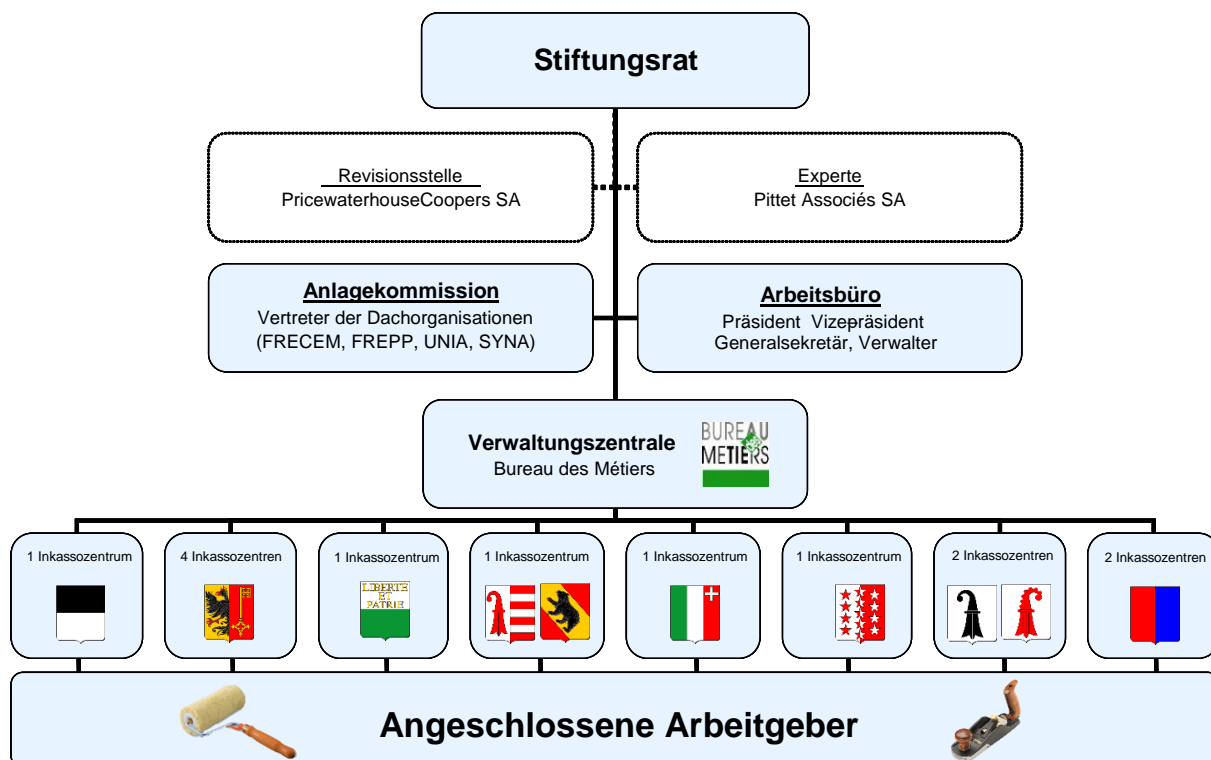 Stiftungsrat
Revisionsstelle
PricewaterhouseCoopers SA
Experte
Pittet Associés SA
Anlagekommission
Vertreter der Dachorganisationen
(FRECEM, FREPP, UNIA, SYNA)
Arbeitsbüro
Präsident Vizepräsident
Generalsekretär, Verwalter
Verwaltungszentrale
Bureau des Métiers
BUREAU
METIERS
1 Inkassozentrum
4 Inkassozentren
1 Inkassozentrum
1 Inkassozentrum
1 Inkassozentrum
1 Inkassozentrum
2 Inkassozentren
2 Inkassozentren
LIBERTÉ
ET
PATRIE
Angeschlossene Arbeitgeber